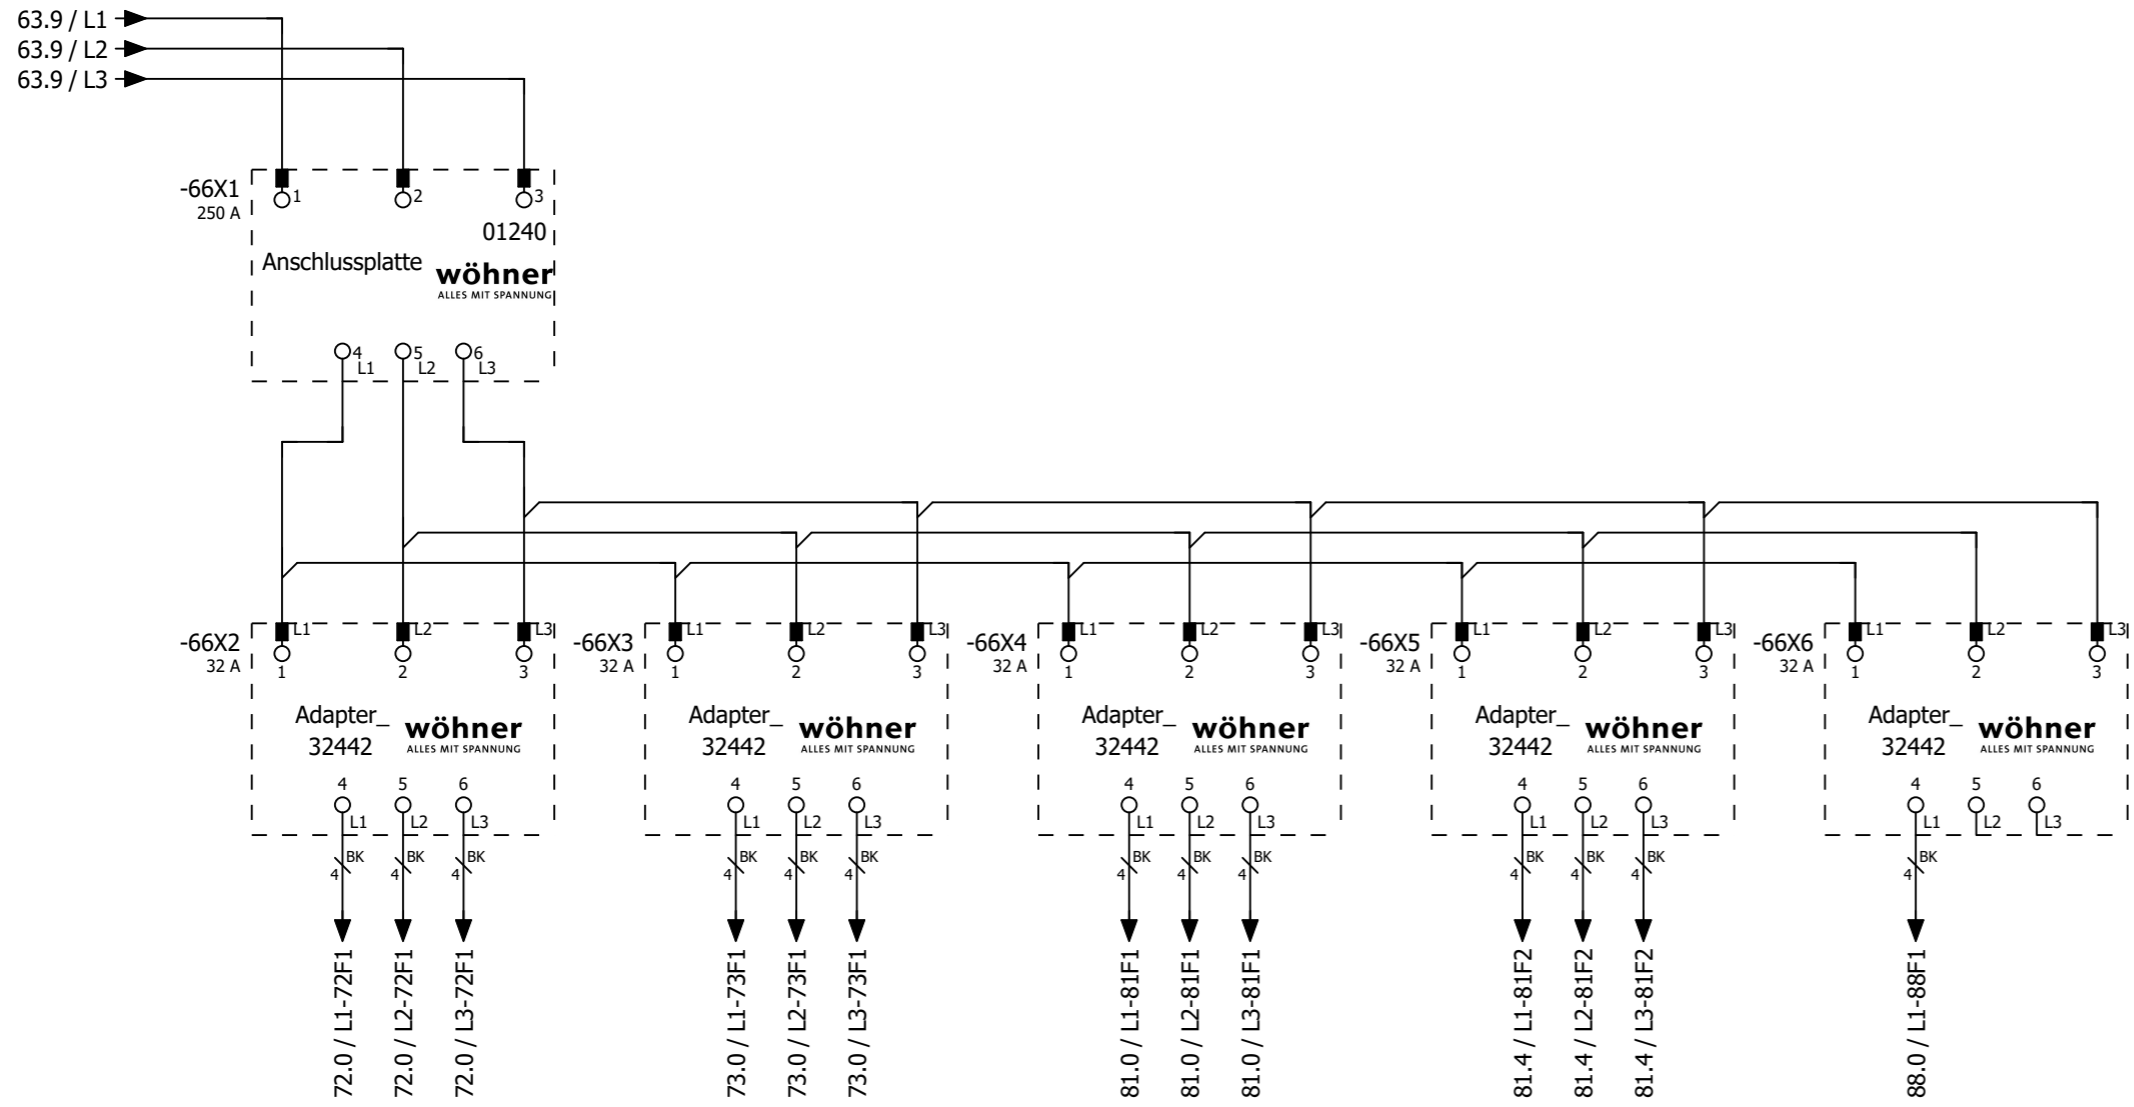 63.9 / L1
63.9 / L2
63.9 / L3
-66X1
250 A
1
2
3
01240
Anschlussplatte
wöhner
ALLES MIT SPANNUNG
4
L1
5
L2
6
L3
-66X2
32 A
L1
L2
L3
1
2
3
Adapter_
32442
wöhner
ALLES MIT SPANNUNG
4
5
6
L1
L2
L3
BK
BK
BK
4
4
4
72.0 / L1-72F1
72.0 / L2-72F1
72.0 / L3-72F1
-66X3
32 A
L1
L2
L3
1
2
3
Adapter_
32442
wöhner
ALLES MIT SPANNUNG
4
5
6
L1
L2
L3
BK
BK
BK
4
4
4
73.0 / L1-73F1
73.0 / L2-73F1
73.0 / L3-73F1
-66X4
32 A
L1
L2
L3
1
2
3
Adapter_
32442
wöhner
ALLES MIT SPANNUNG
4
5
6
L1
L2
L3
BK
BK
BK
4
4
4
81.0 / L1-81F1
81.0 / L2-81F1
81.0 / L3-81F1
-66X5
32 A
L1
L2
L3
1
2
3
Adapter_
32442
wöhner
ALLES MIT SPANNUNG
4
5
6
L1
L2
L3
BK
BK
BK
4
4
4
81.4 / L1-81F2
81.4 / L2-81F2
81.4 / L3-81F2
-66X6
32 A
L1
L2
L3
1
2
3
Adapter_
32442
wöhner
ALLES MIT SPANNUNG
4
5
6
L1
L2
L3
BK
4
88.0 / L1-88F1